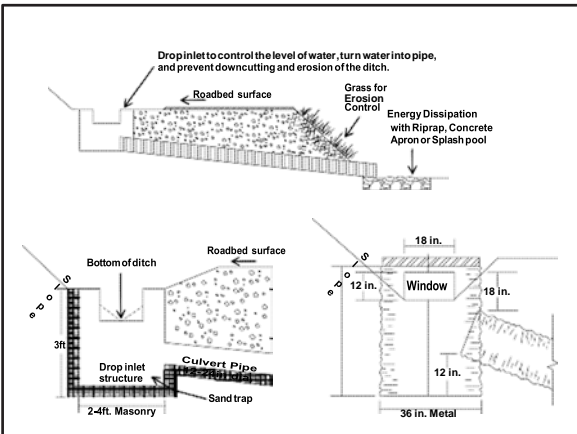 Drop inlet to control the level of water, turn water into pipe,
and prevent downcutting and erosion of the ditch.
Roadbed surface
Grass for
Erosion
Control
Energy Dissipation
with Riprap, Concrete
Apron or Splash pool
Slope
Bottom of ditch
Roadbed surface
3ft
Culvert Pipe
Drop inlet
structure
Sand trap
2-4ft. Masonry
18 in.
12 in.
Window
18 in.
12 in.
36 in. Metal